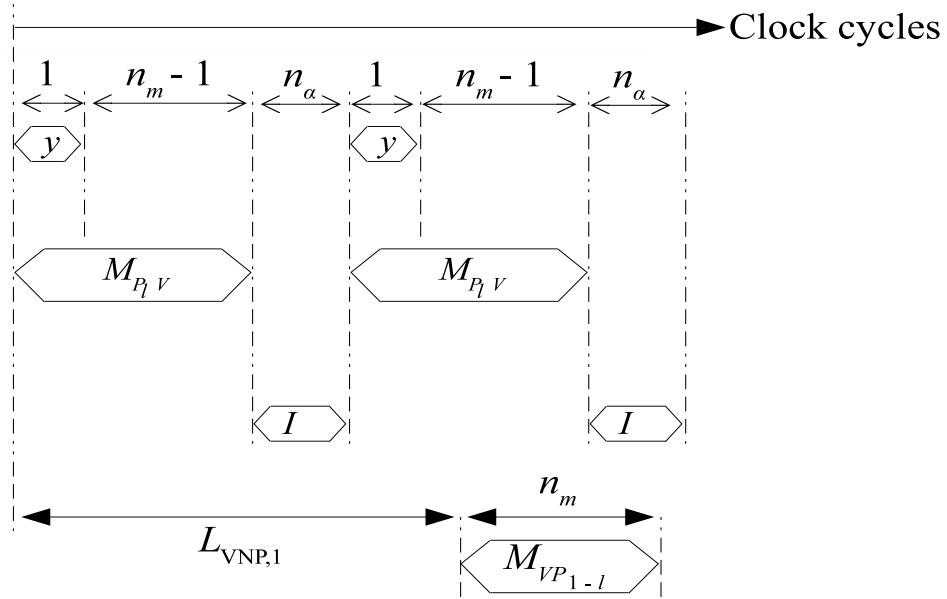 Clock cycles
1 n_m - 1 n_α 1 n_m - 1 n_α
y y
M_{P_l V} M_{P_l V}
I I
n_m
L_{VNP,1}
M_{VP_{1-l}}